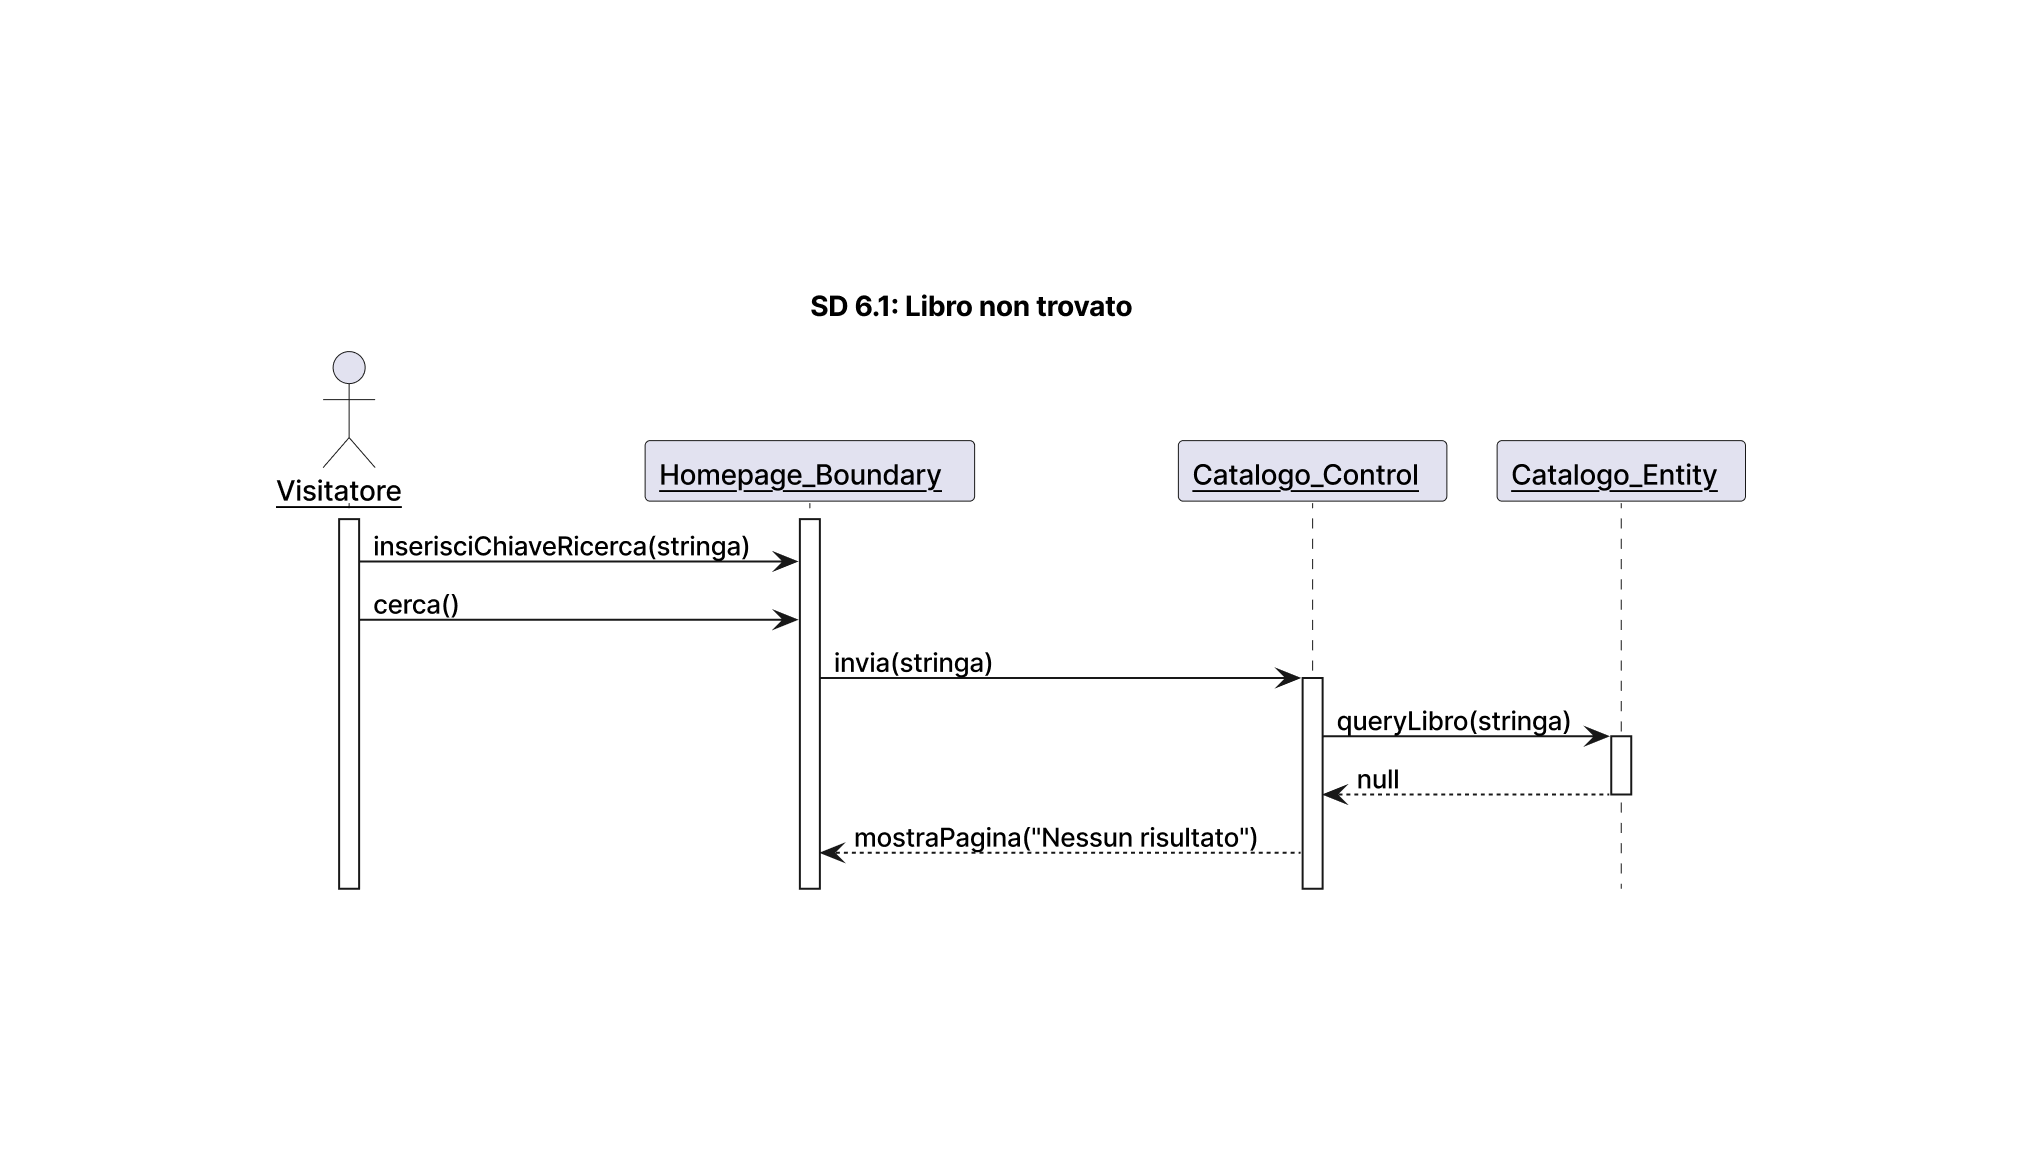 SD 6.1: Libro non trovato
Visitatore
Homepage_Boundary
Catalogo_Control
Catalogo_Entity
inserisciChiaveRicerca(stringa)
cerca()
invia(stringa)
queryLibro(stringa)
null
mostraPagina("Nessun risultato")